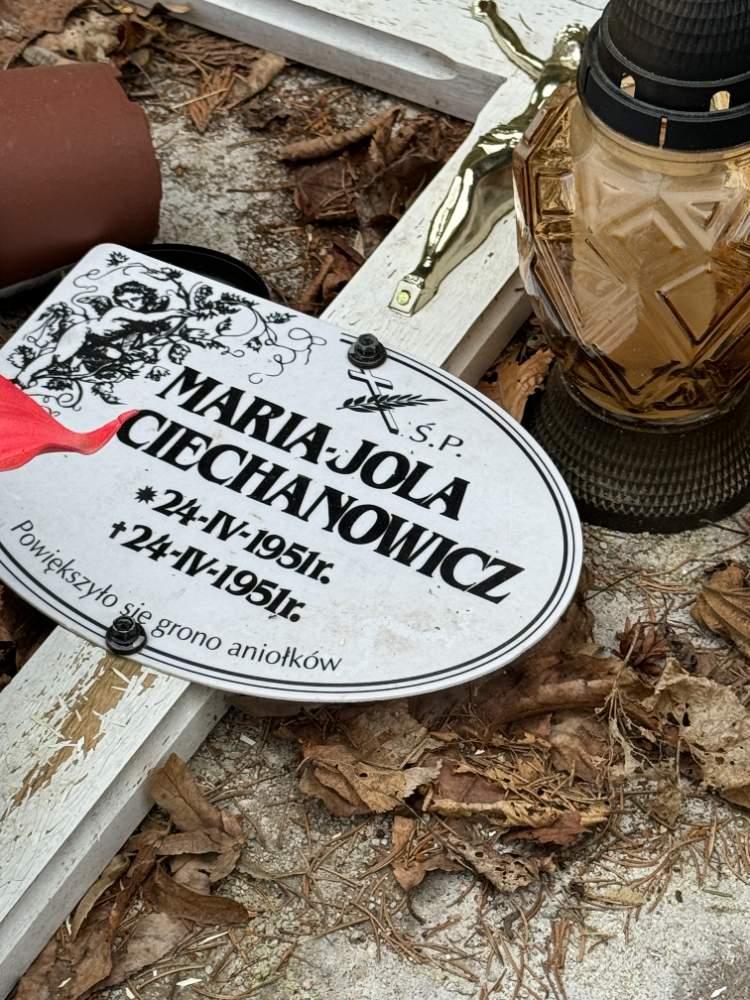 Ś.P.
MARIA-JOLA
CIECHANOWICZ
*24-IV-1951r.
†24-IV-1951r.
Powiększyło się grono aniołków